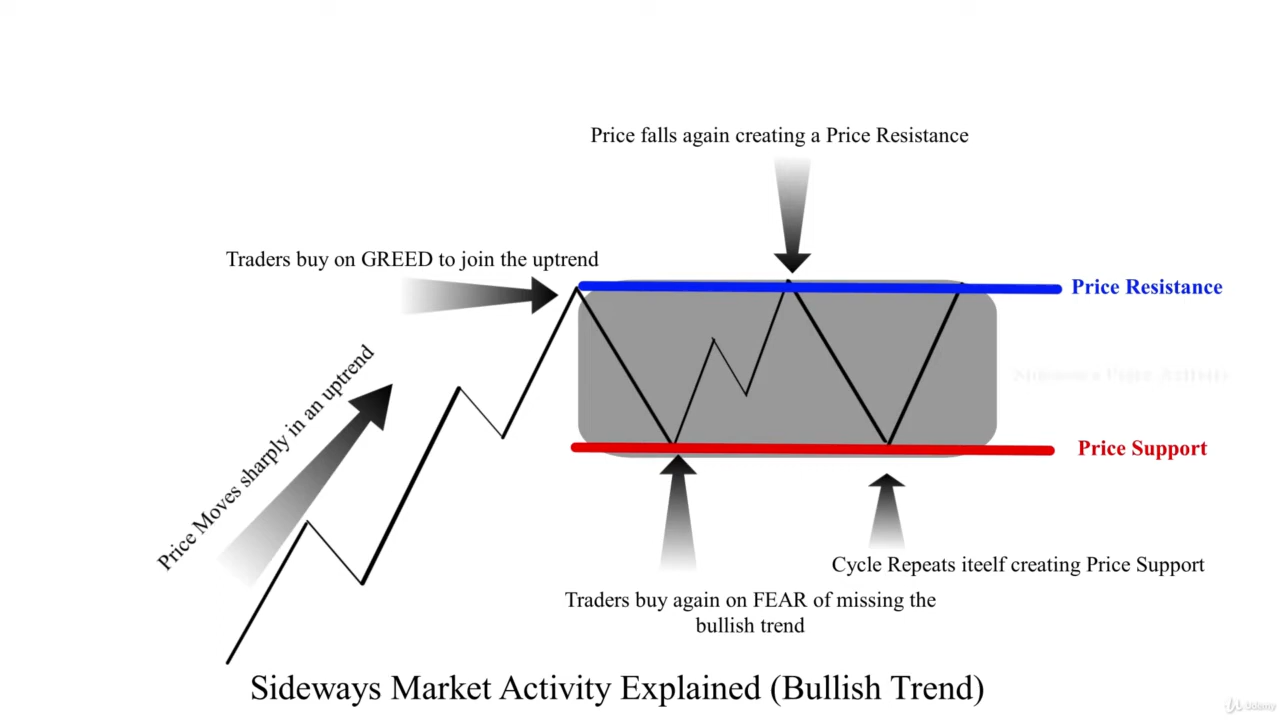 Price falls again creating a Price Resistance
Traders buy on GREED to join the uptrend
Price Resistance
Price Moves sharply in an uptrend
Price Support
Cycle Repeats iteelf creating Price Support
Traders buy again on FEAR of missing the
bullish trend
Sideways Market Activity Explained (Bullish Trend)
Udemy